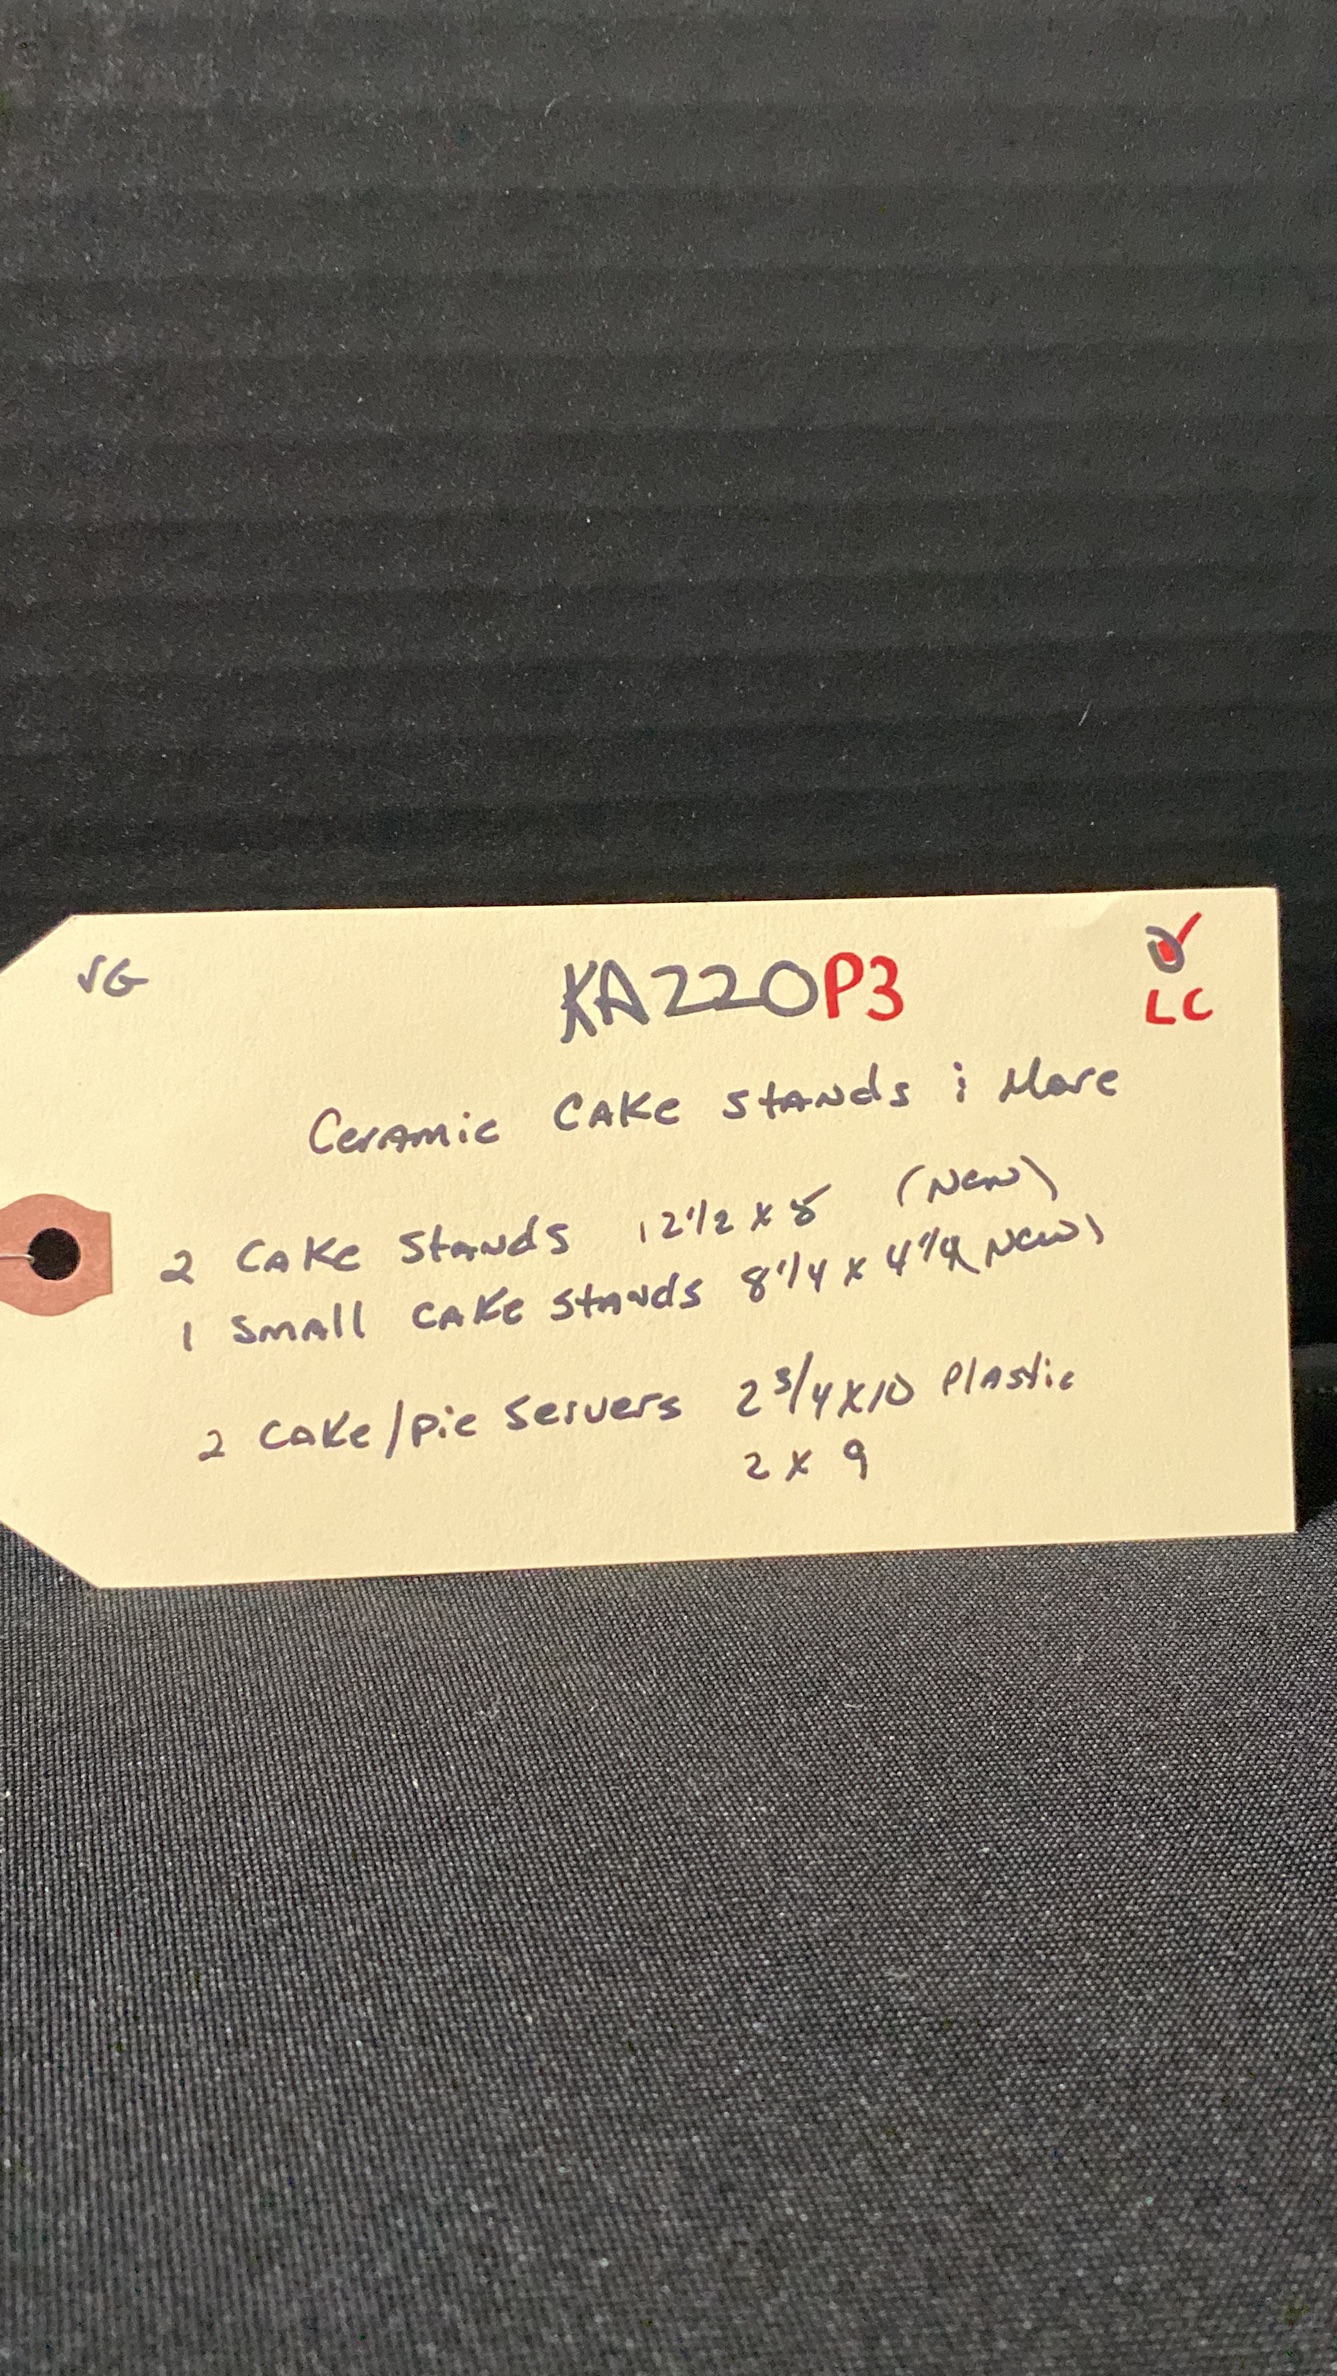 VG
KA220P3
LC
Ceramic Cake Stands & More
2 Cake Stands 12 1/2 x 5 (New)
1 Small Cake Stands 8 1/4 x 4 1/4 (New)
2 Cake/pie Servers 2 3/4 x 10 Plastic
2 x 9